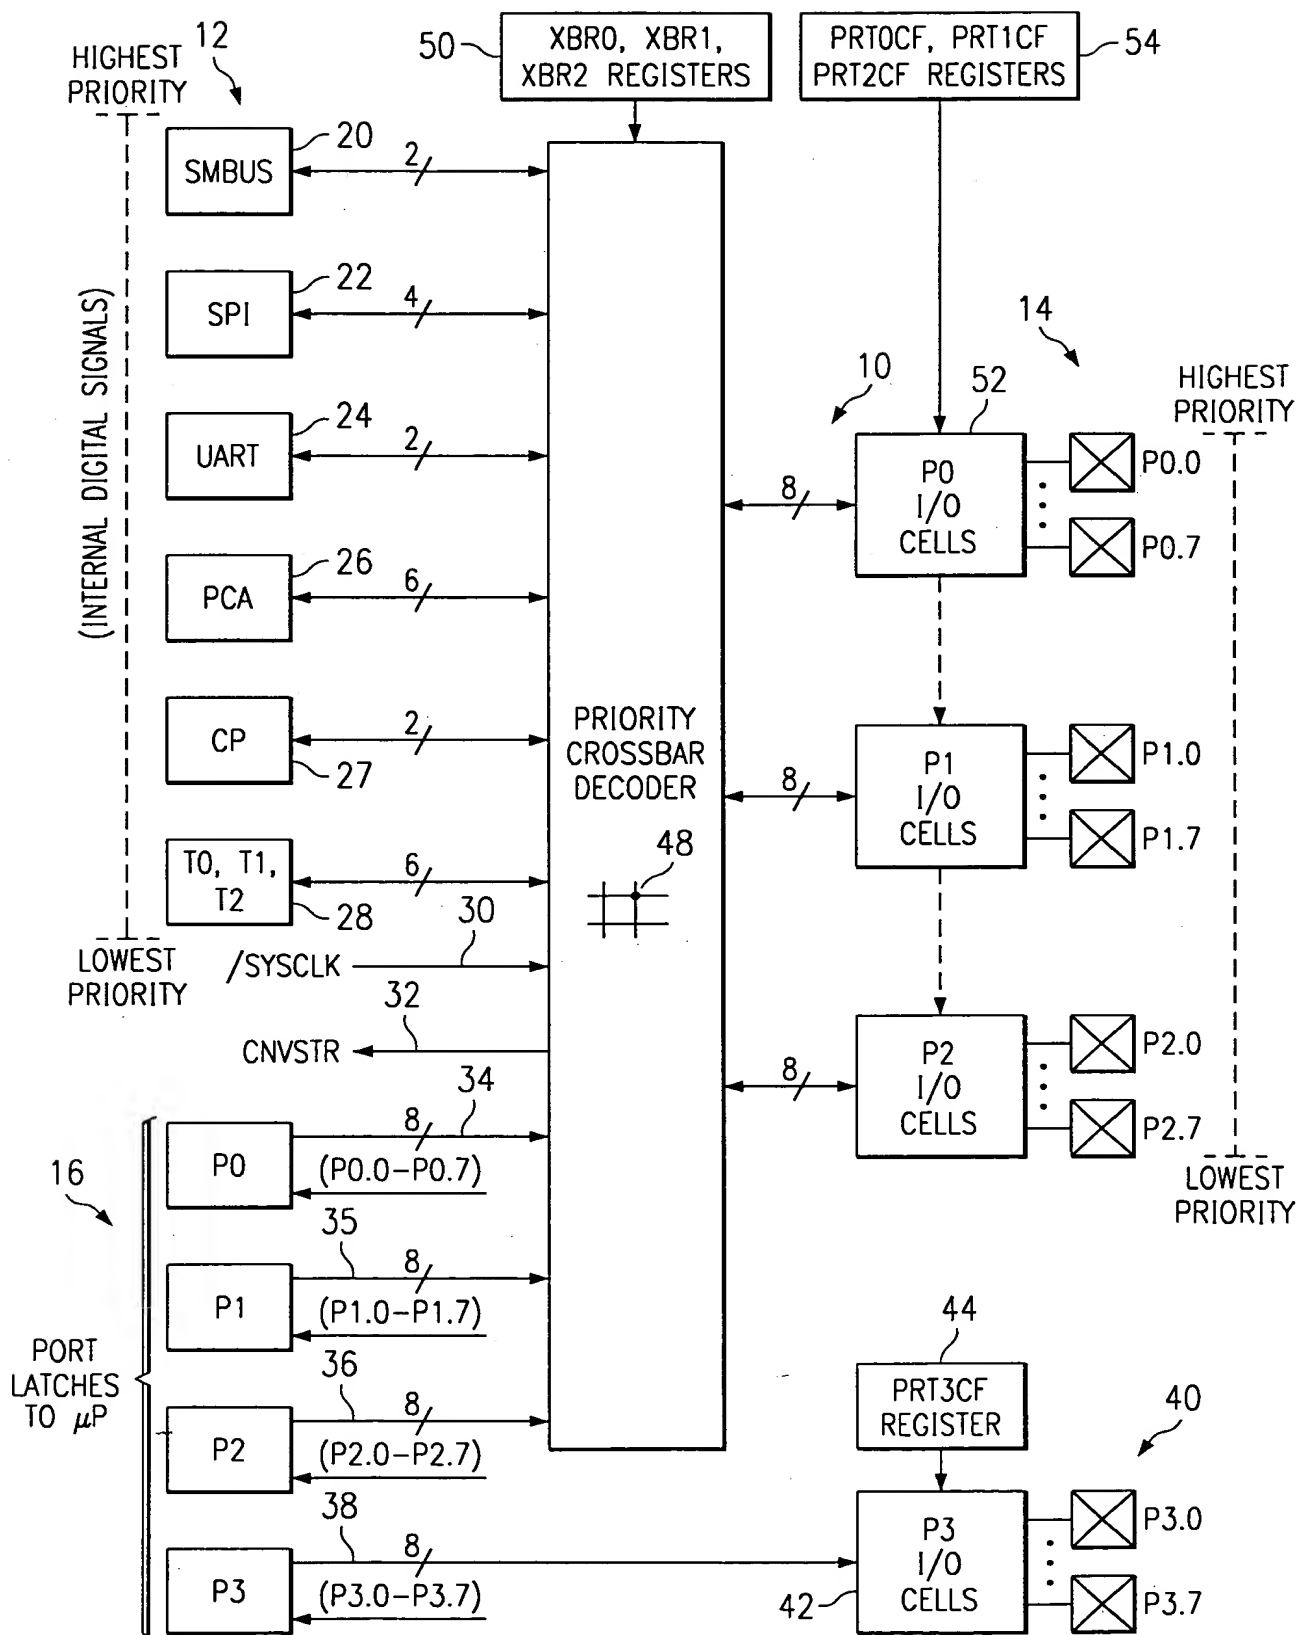 HIGHEST
PRIORITY
12
50
XBR0, XBR1,
XBR2 REGISTERS
PRT0CF, PRT1CF
PRT2CF REGISTERS
54
(INTERNAL DIGITAL SIGNALS)
SMBUS
20
2
SPI
22
4
UART
24
2
PCA
26
6
CP
27
2
T0, T1,
T2
28
6
LOWEST
PRIORITY
/SYSCLK
30
CNVSTR
32
PRIORITY
CROSSBAR
DECODER
48
10
14
HIGHEST
PRIORITY
52
8
P0
I/O
CELLS
P0.0
P0.7
8
P1
I/O
CELLS
P1.0
P1.7
8
P2
I/O
CELLS
P2.0
P2.7
LOWEST
PRIORITY
16
PORT
LATCHES
TO μP
P0
8
34
(P0.0–P0.7)
P1
35
8
(P1.0–P1.7)
P2
36
8
(P2.0–P2.7)
P3
38
8
(P3.0–P3.7)
44
PRT3CF
REGISTER
40
42
P3
I/O
CELLS
P3.0
P3.7